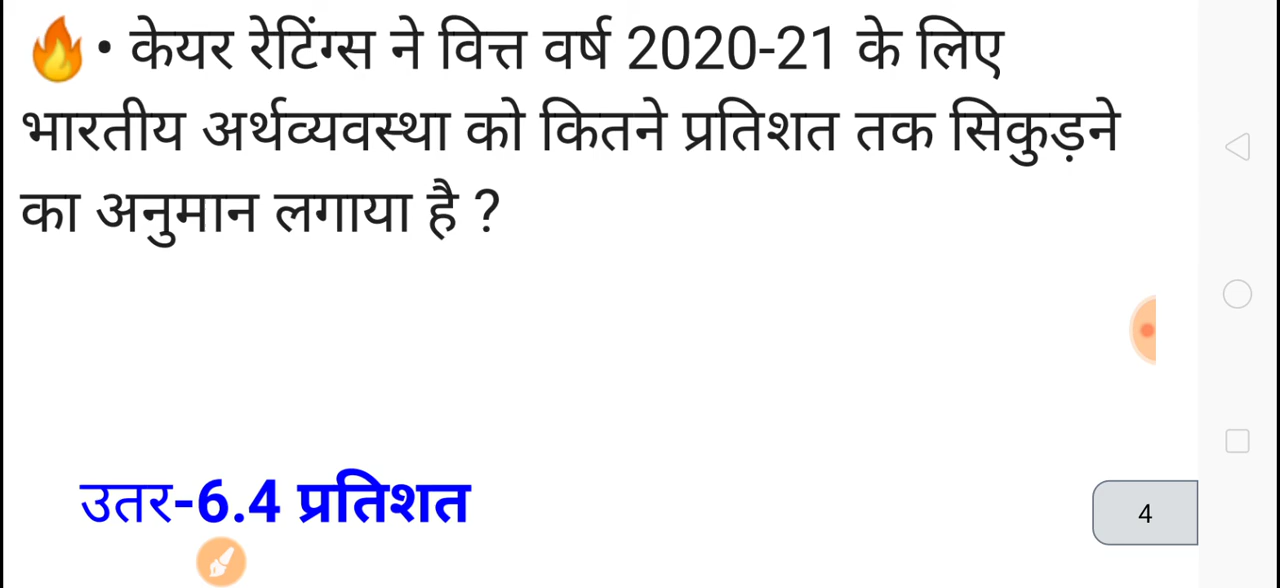 🔥• केयर रेटिंग्स ने वित्त वर्ष 2020-21 के लिए
भारतीय अर्थव्यवस्था को कितने प्रतिशत तक सिकुड़ने
का अनुमान लगाया है ?
उतर-6.4 प्रतिशत
4